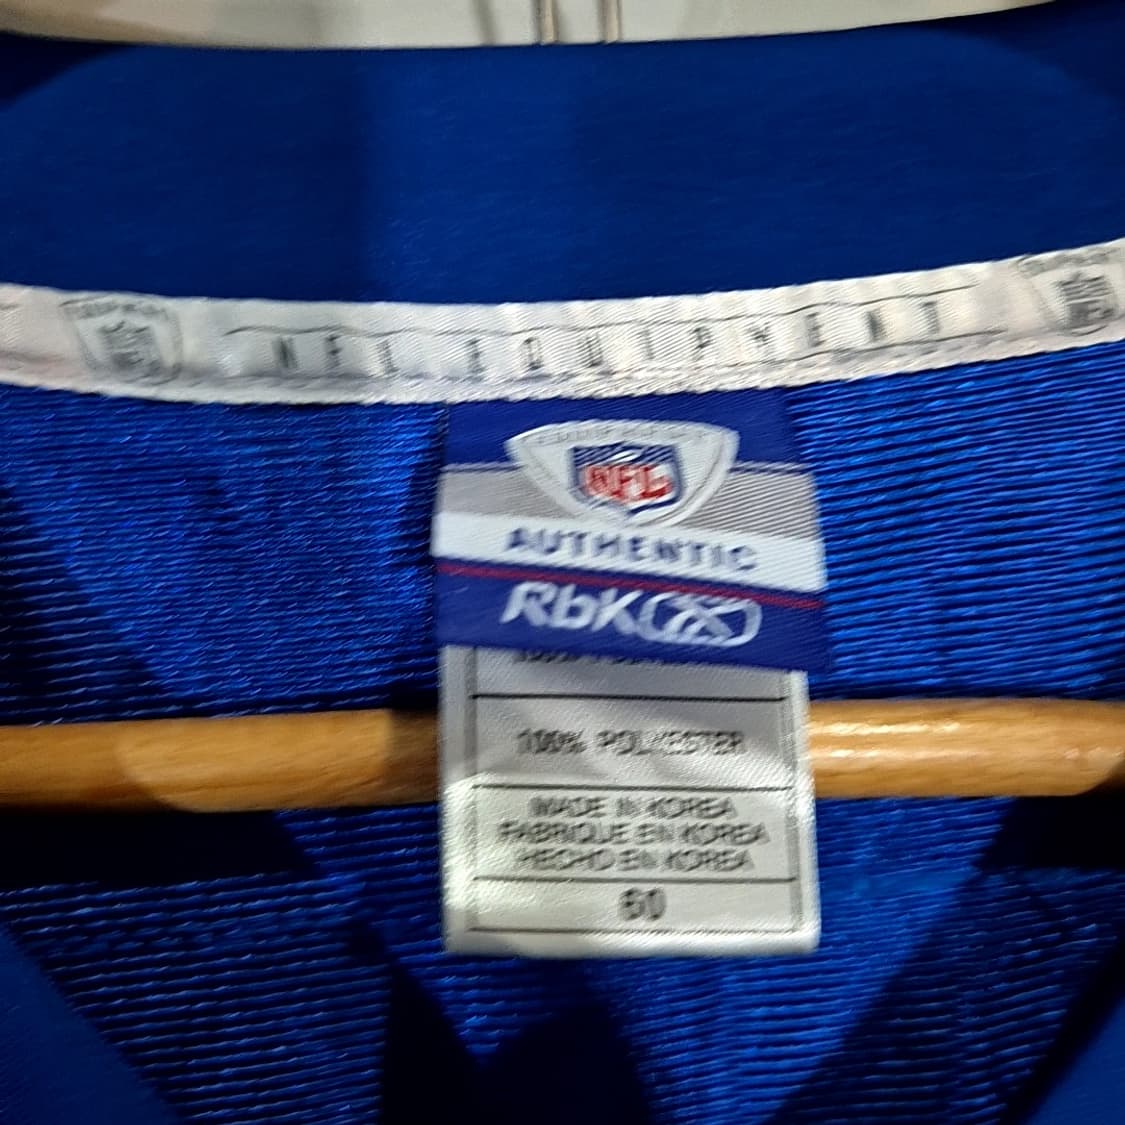 NFL EQUIPMENT
NFL
AUTHENTIC
RbK
100% POLYESTER
MADE IN KOREA
FABRIQUE EN KOREA
HECHO EN KOREA
60